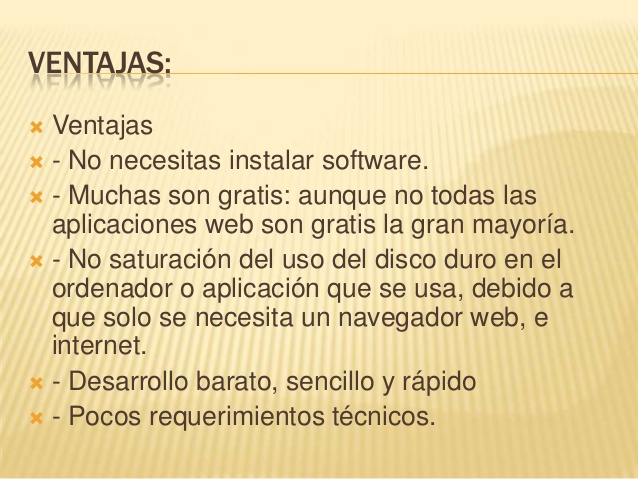 VENTAJAS:
Ventajas
- No necesitas instalar software.
- Muchas son gratis: aunque no todas las
aplicaciones web son gratis la gran mayoría.
- No saturación del uso del disco duro en el
ordenador o aplicación que se usa, debido a
que solo se necesita un navegador web, e
internet.
- Desarrollo barato, sencillo y rápido
- Pocos requerimientos técnicos.